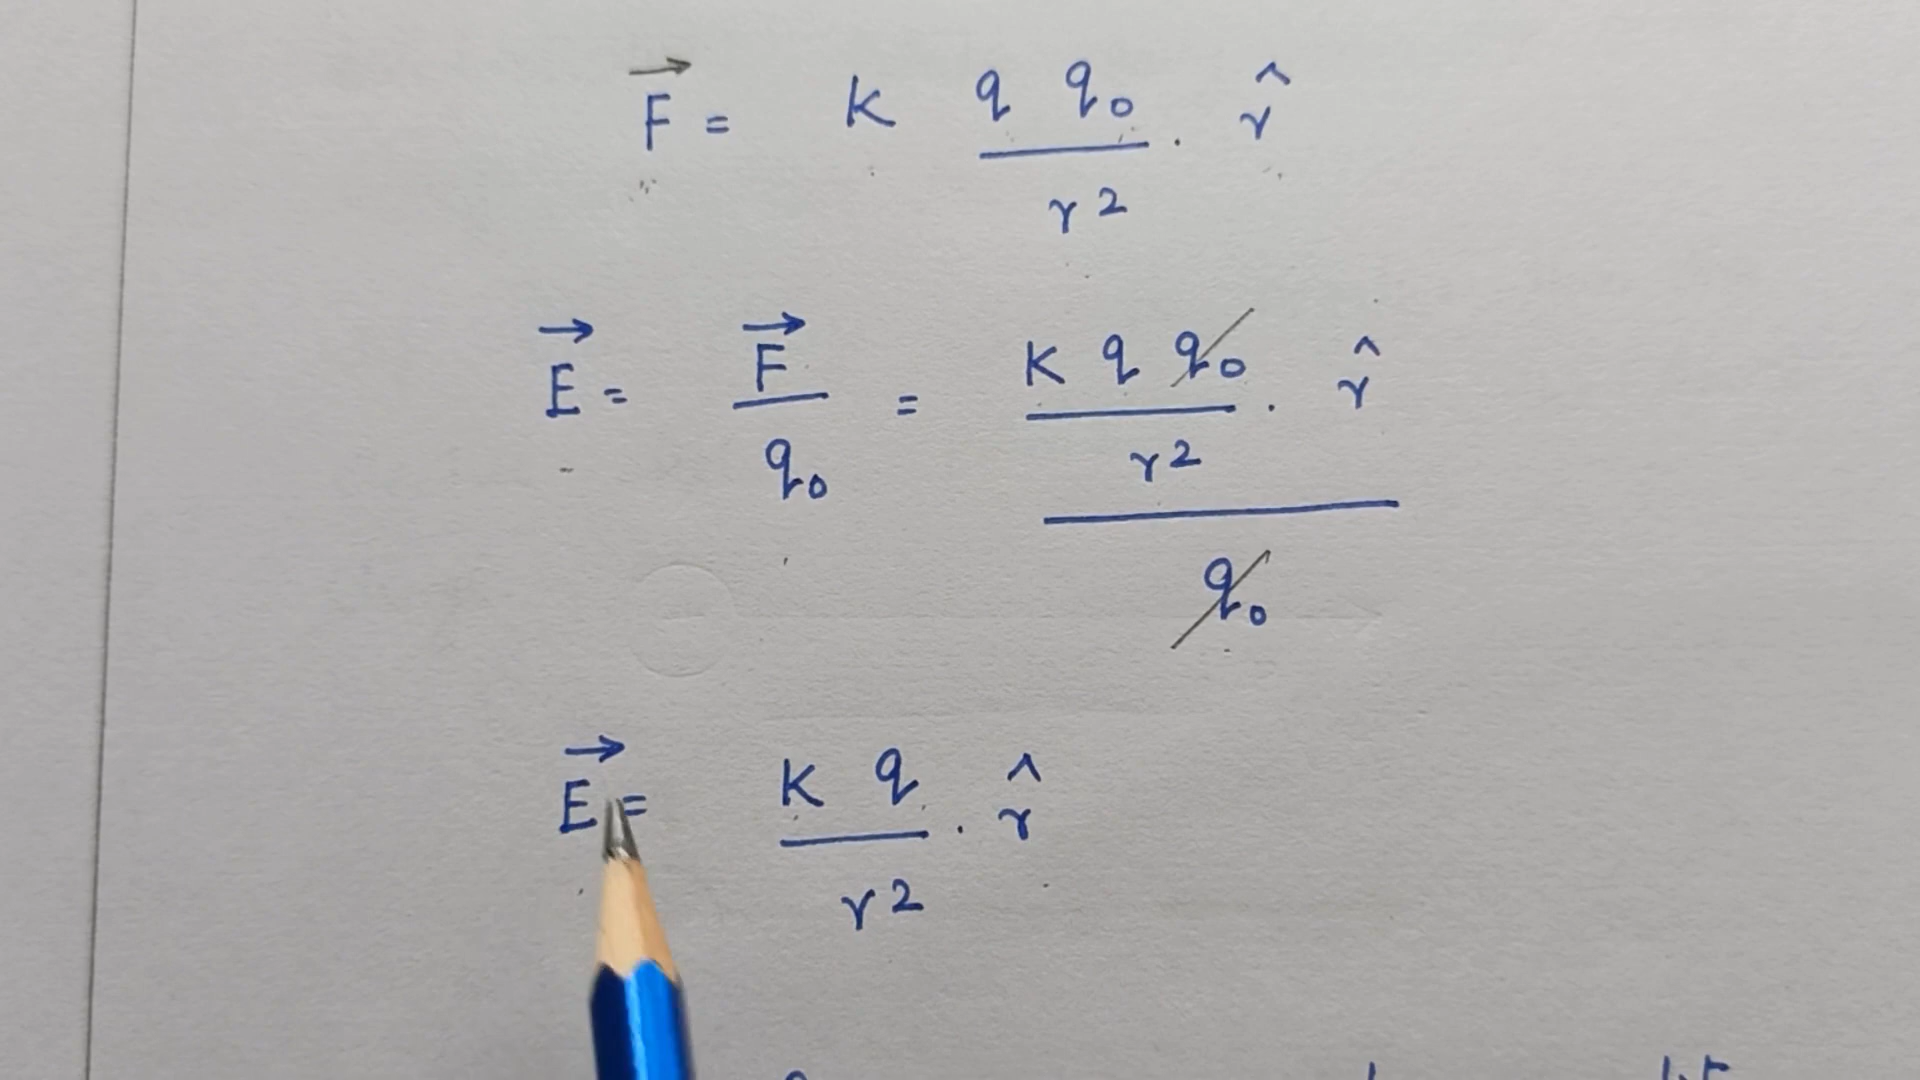 F⃗ = K q q₀ / r² . r̂
E⃗ = F⃗ / q₀ = K q q₀ / r² . r̂ / q₀
E⃗ = K q / r² . r̂